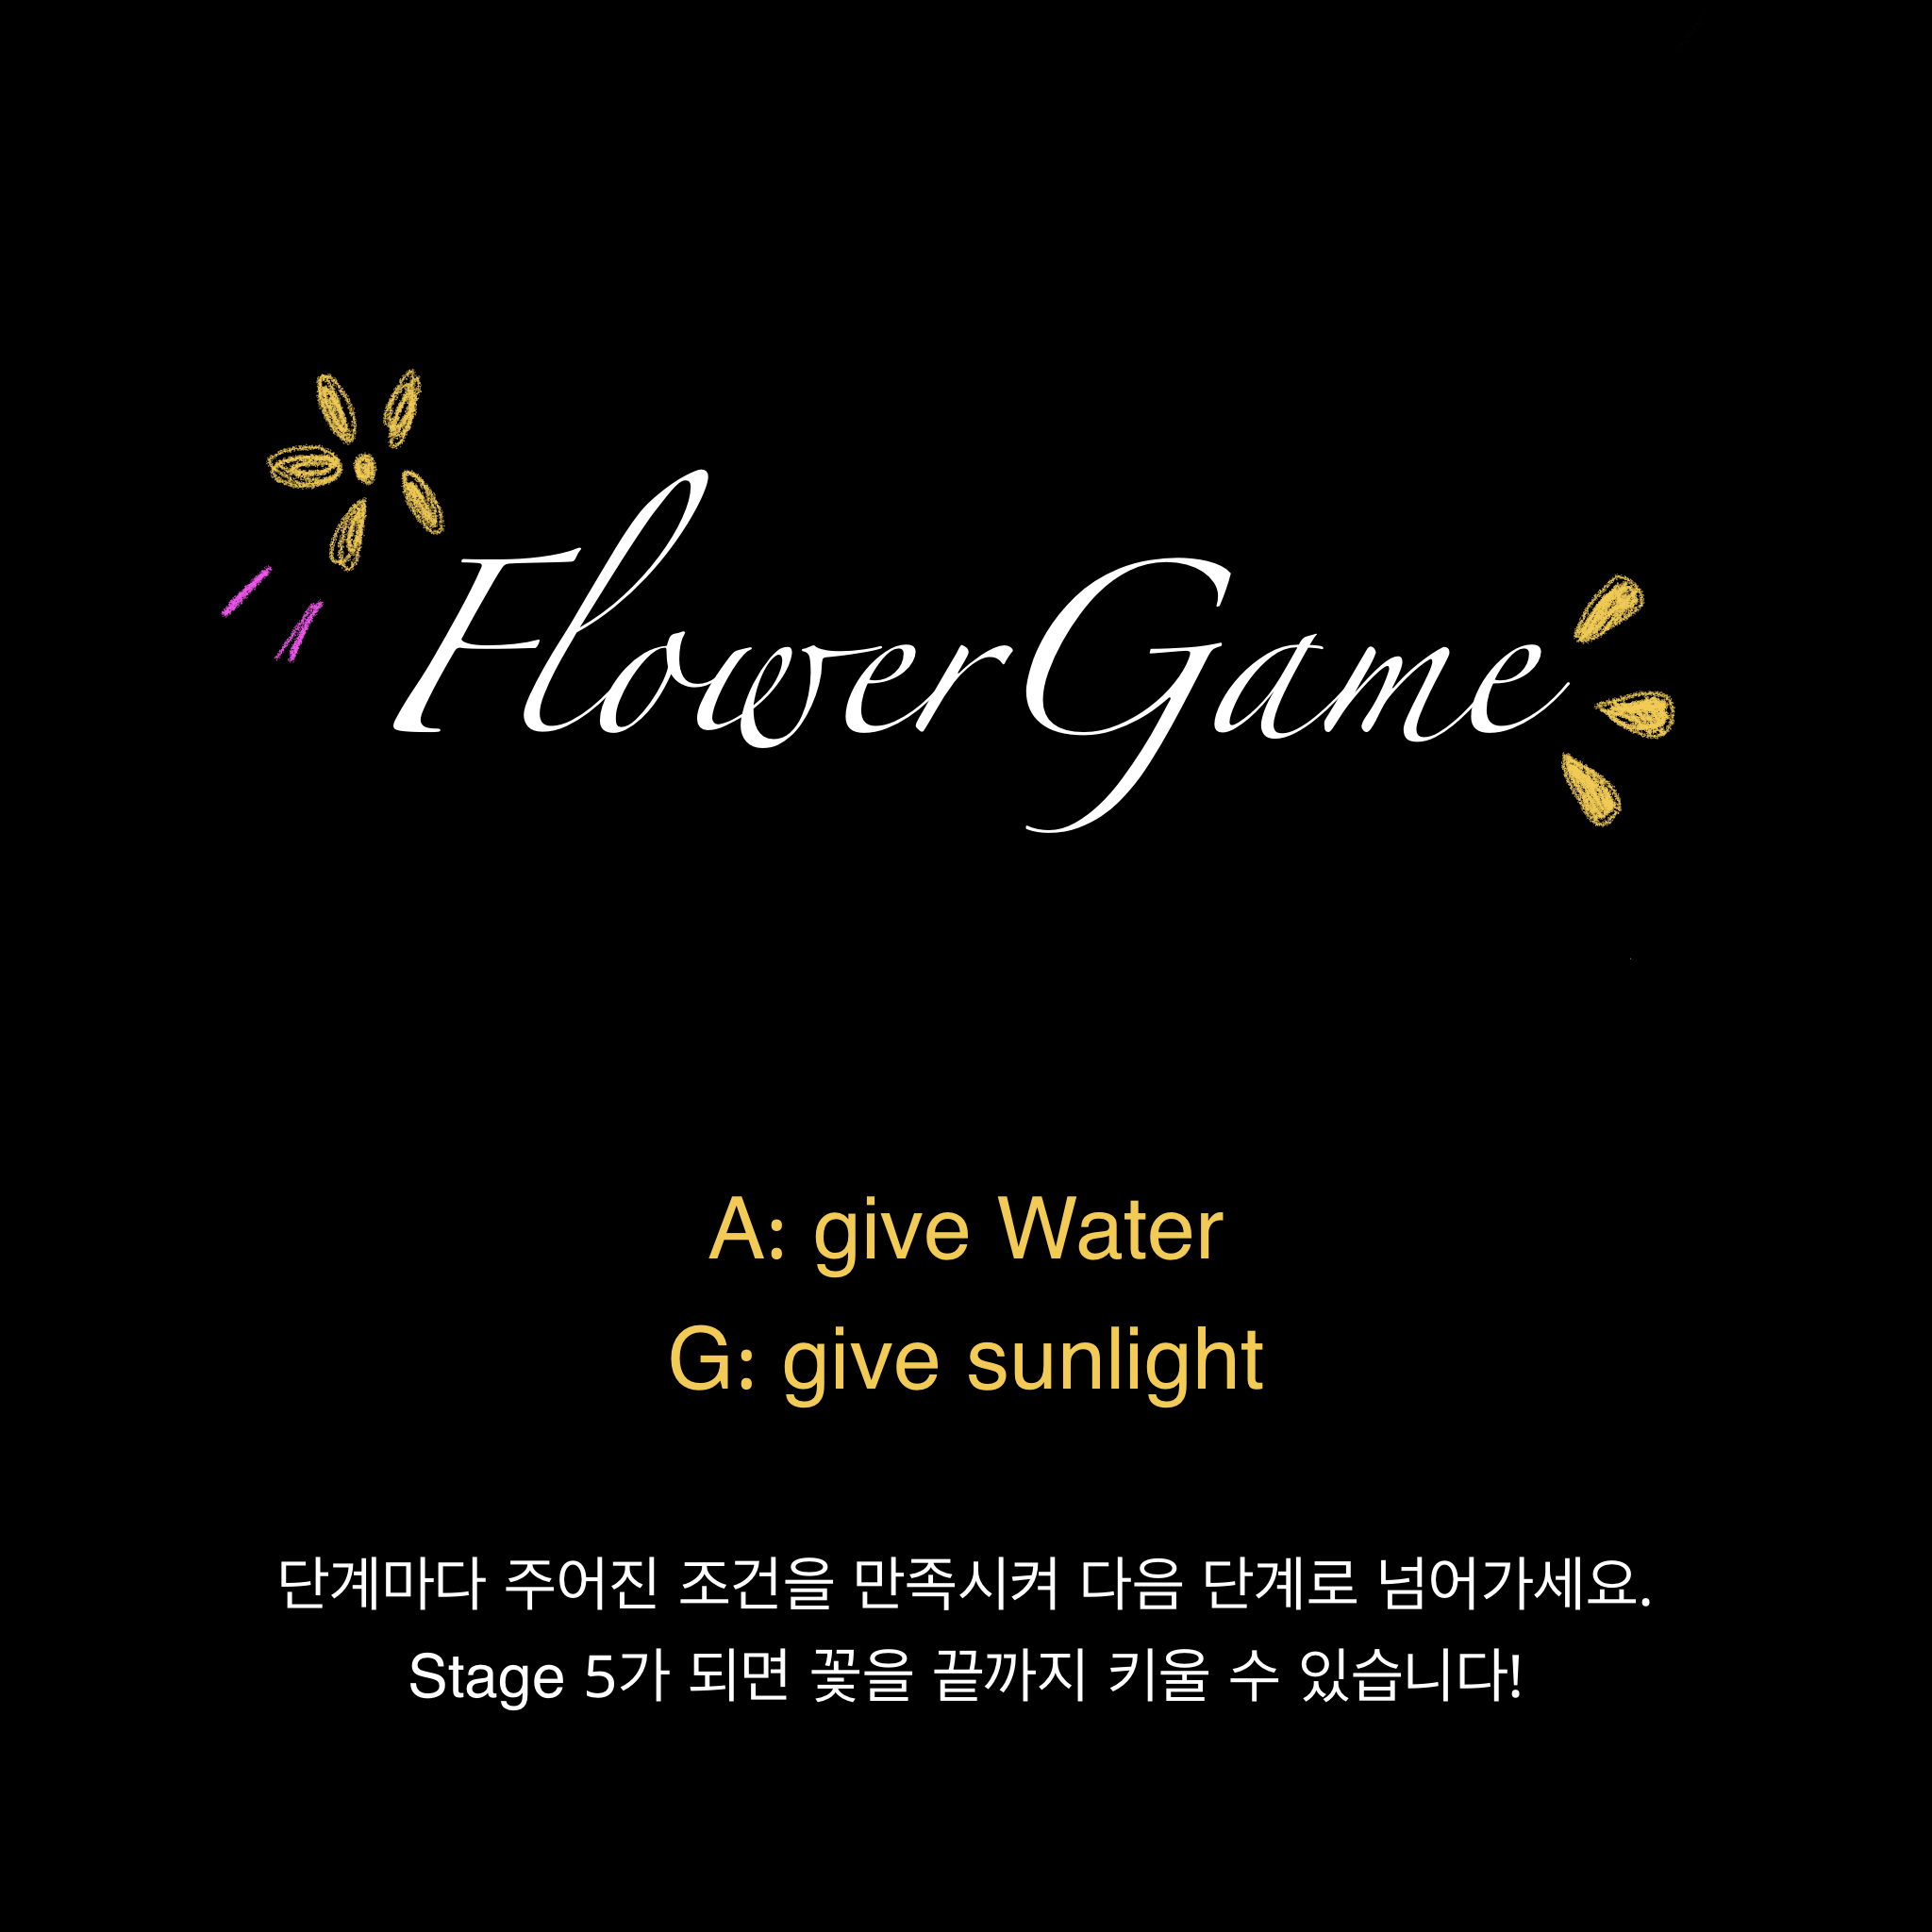 Flower Game
A: give Water
G: give sunlight
단계마다 주어진 조건을 만족시켜 다음 단계로 넘어가세요.
Stage 5가 되면 꽃을 끝까지 키울 수 있습니다!